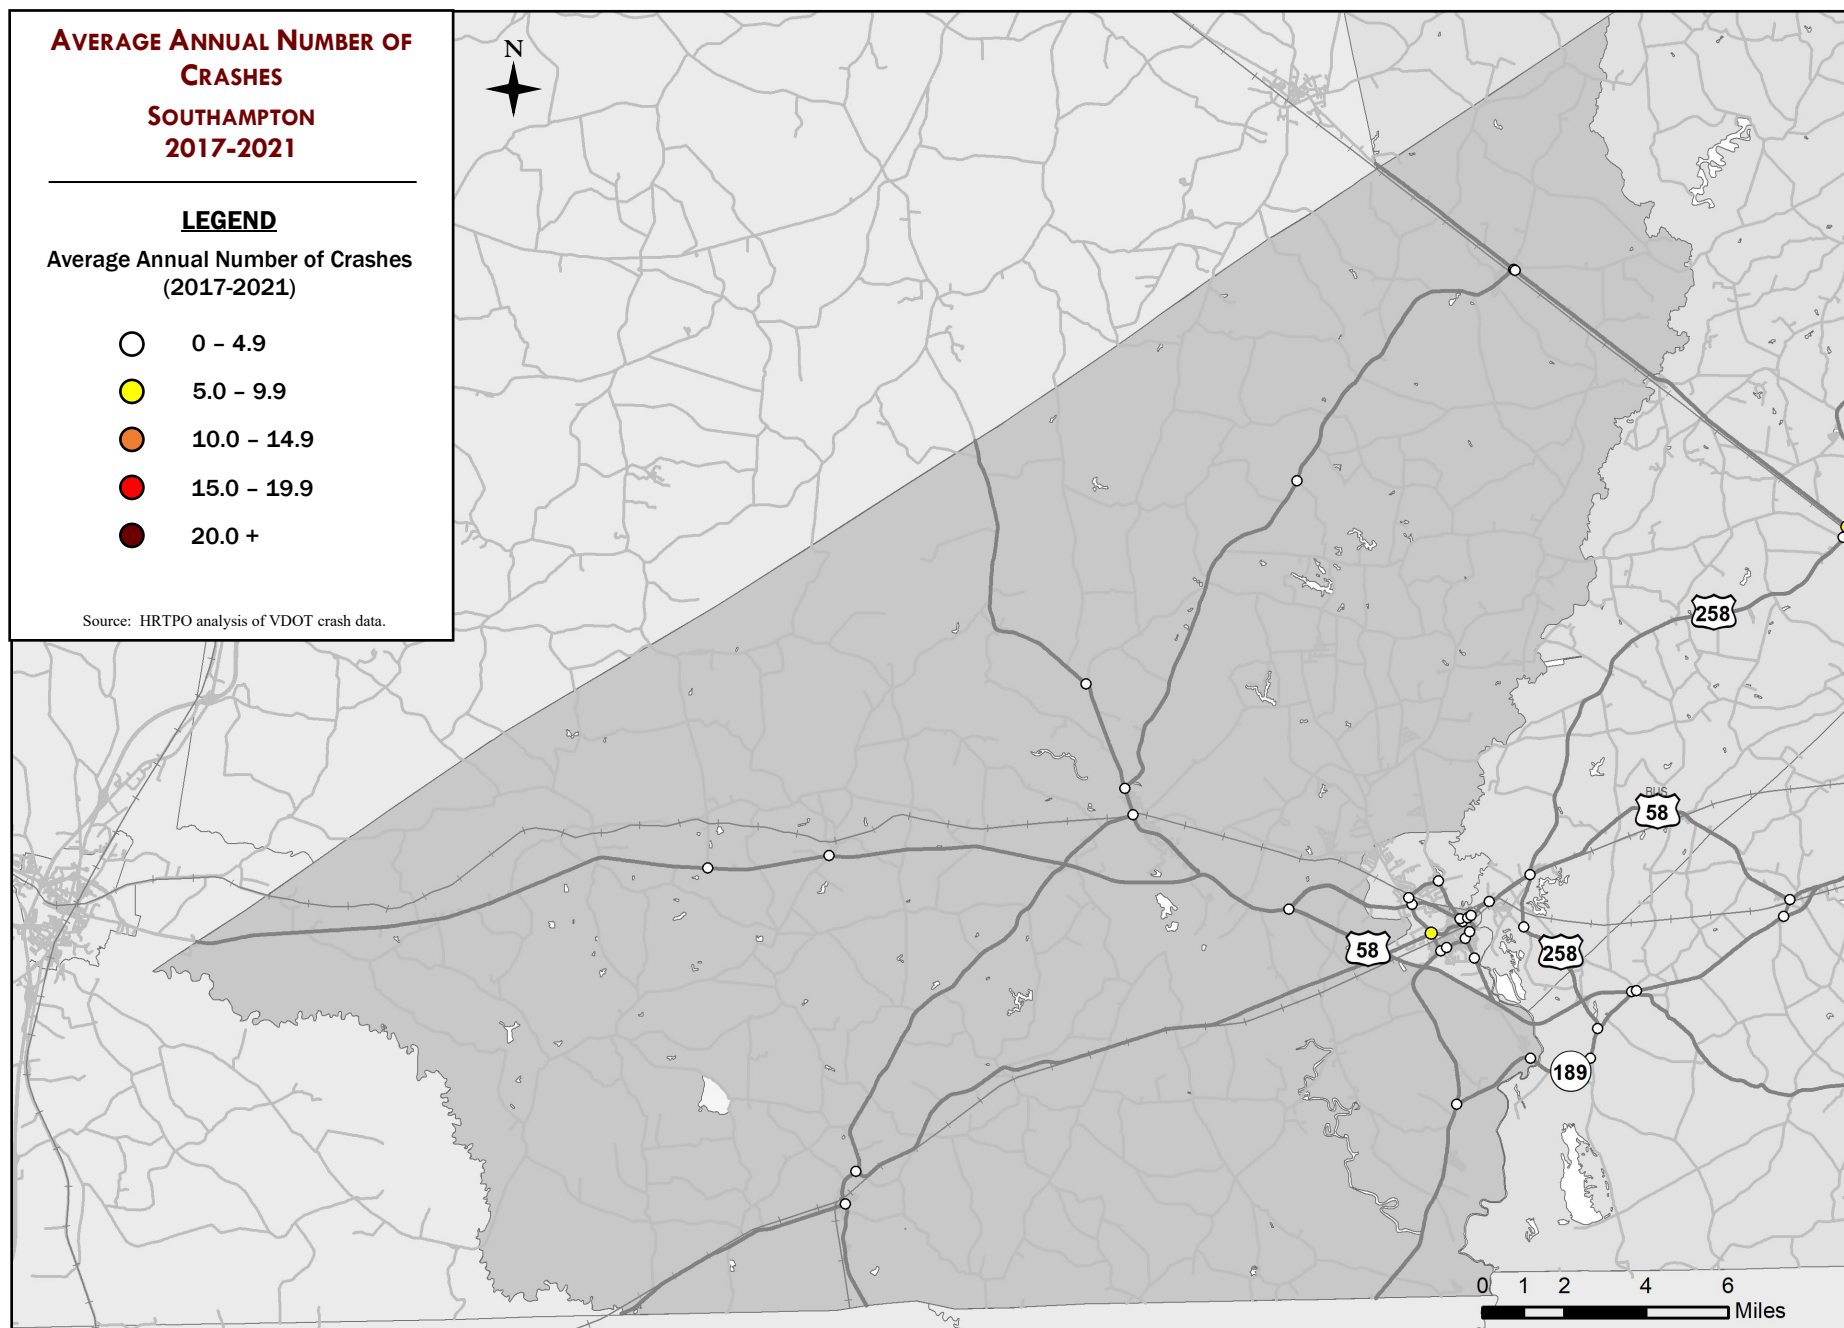 AVERAGE ANNUAL NUMBER OF
CRASHES
SOUTHAMPTON
2017-2021
LEGEND
Average Annual Number of Crashes
(2017-2021)
0 – 4.9
5.0 – 9.9
10.0 – 14.9
15.0 – 19.9
20.0 +
Source: HRTPO analysis of VDOT crash data.
N
258
BUS
58
58
258
189
0 1 2 4 6
Miles